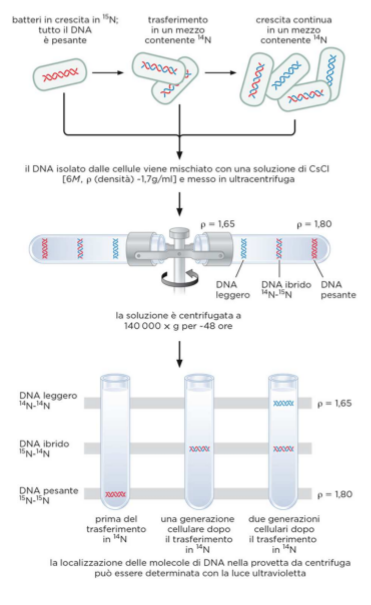 batteri in crescita in ¹⁵N;
tutto il DNA
è pesante
trasferimento
in un mezzo
contenente ¹⁴N
crescita continua
in un mezzo
contenente ¹⁴N
il DNA isolato dalle cellule viene mischiato con una soluzione di CsCl
[6M, ρ (densità) ~1,7g/ml] e messo in ultracentrifuga
ρ = 1,65
ρ = 1,80
DNA
leggero
DNA ibrido
¹⁴N-¹⁵N
DNA
pesante
la soluzione è centrifugata a
140 000 x g per ~48 ore
DNA leggero
¹⁴N-¹⁴N
ρ = 1,65
DNA ibrido
¹⁵N-¹⁴N
DNA pesante
¹⁵N-¹⁵N
ρ = 1,80
prima del
trasferimento
in ¹⁴N
una generazione
cellulare dopo
il trasferimento
in ¹⁴N
due generazioni
cellulari dopo
il trasferimento
in ¹⁴N
la localizzazione delle molecole di DNA nella provetta da centrifuga
può essere determinata con la luce ultravioletta